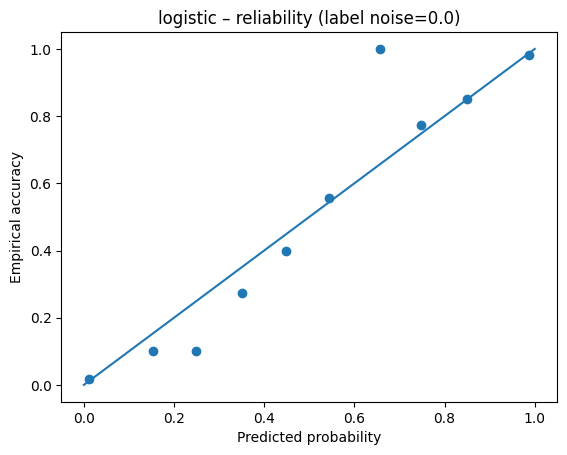 logistic – reliability (label noise=0.0)
1.0
0.8
0.6
0.4
0.2
0.0
Empirical accuracy
0.0 0.2 0.4 0.6 0.8 1.0
Predicted probability